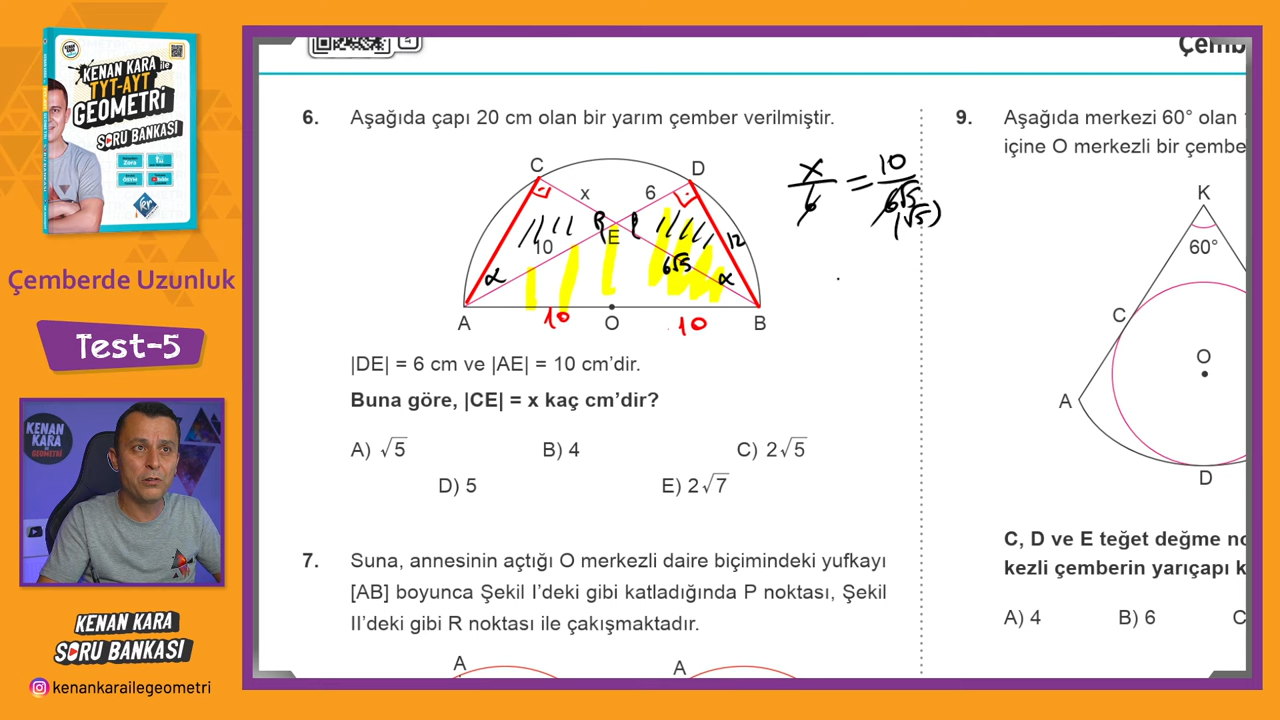 KENAN KARA ile
TYT-AYT
GEOMETRİ
SORU BANKASI
Çemberde Uzunluk
Test-5
KENAN KARA
GEOMETRİ
KENAN KARA
SORU BANKASI
kenankarailegeometri
Çemb
6. Aşağıda çapı 20 cm olan bir yarım çember verilmiştir.
C
D
x
6
E
10
12
6√5
α
α
A
O
B
10
10
x/6 = 10/6√5
(√5)
|DE| = 6 cm ve |AE| = 10 cm'dir.
Buna göre, |CE| = x kaç cm'dir?
A) √5 B) 4 C) 2√5
D) 5 E) 2√7
7. Suna, annesinin açtığı O merkezli daire biçimindeki yufkayı
[AB] boyunca Şekil I'deki gibi katladığında P noktası, Şekil
II'deki gibi R noktası ile çakışmaktadır.
A
A
9. Aşağıda merkezi 60° olan
içine O merkezli bir çembe
K
60°
C
O
A
D
C, D ve E teğet değme no
kezli çemberin yarıçapı k
A) 4 B) 6 C